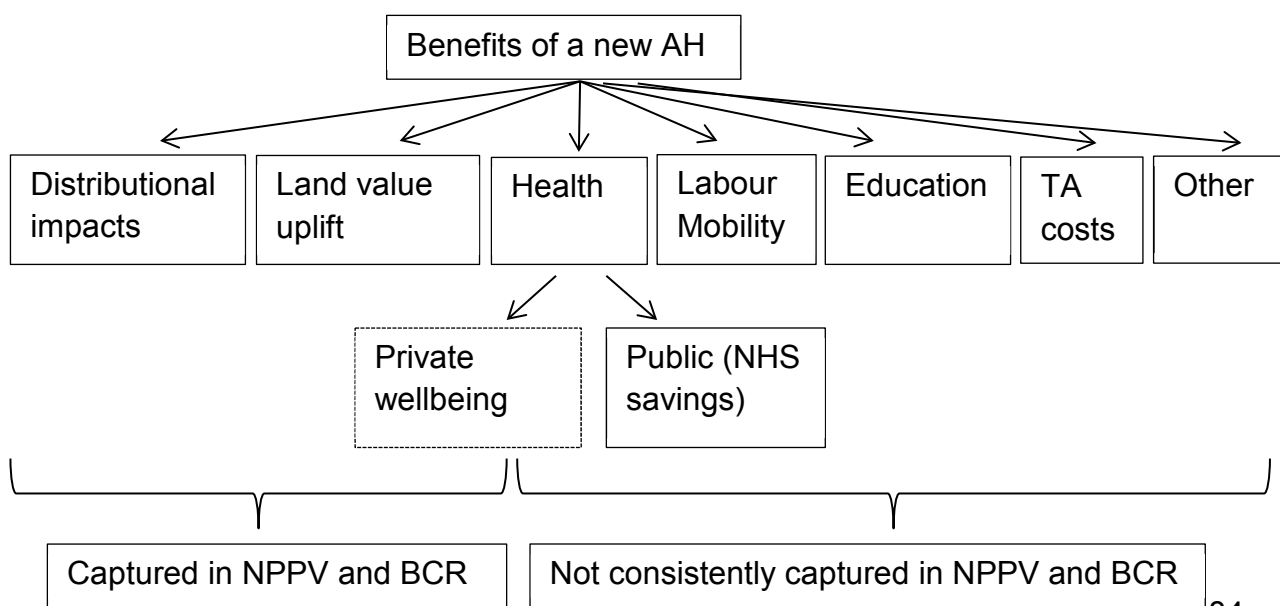 Benefits of a new AH
Distributional
impacts
Land value
uplift
Health
Labour
Mobility
Education
TA
costs
Other
Private
wellbeing
Public (NHS
savings)
Captured in NPPV and BCR
Not consistently captured in NPPV and BCR